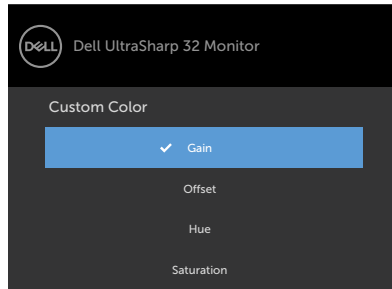 DELL
Dell UltraSharp 32 Monitor
Custom Color
Gain
Offset
Hue
Saturation